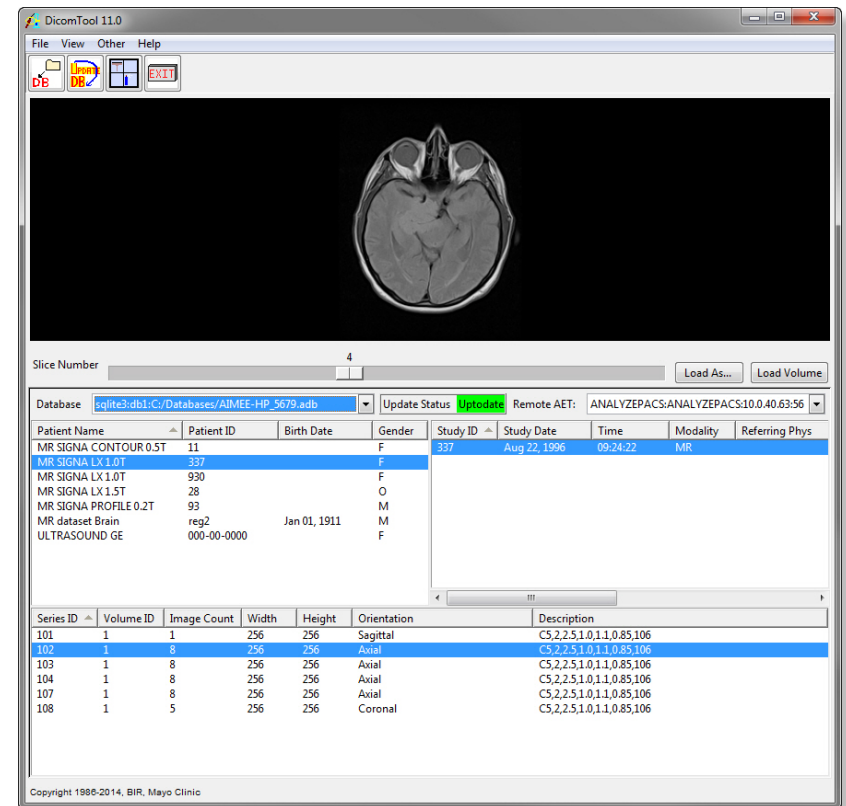 DicomTool 11.0
File View Other Help
DB UPDATE DB EXIT
4
Slice Number Load As... Load Volume
Database sqlite3:db1:C:/Databases/AIMEE-HP_5679.adb Update Status Uptodate Remote AET: ANALYZEPACS:ANALYZEPACS:10.0.40.63:56
Patient Name Patient ID Birth Date Gender Study ID Study Date Time Modality Referring Phys
MR SIGNA CONTOUR 0.5T 11 F 337 Aug 22, 1996 09:24:22 MR
MR SIGNA LX 1.0T 337 F
MR SIGNA LX 1.0T 930 F
MR SIGNA LX 1.5T 28 O
MR SIGNA PROFILE 0.2T 93 M
MR dataset Brain reg2 Jan 01, 1911 M
ULTRASOUND GE 000-00-0000 F
Series ID Volume ID Image Count Width Height Orientation Description
101 1 1 256 256 Sagittal C5,2,2.5,1.0,1.1,0.85,106
102 1 8 256 256 Axial C5,2,2.5,1.0,1.1,0.85,106
103 1 8 256 256 Axial C5,2,2.5,1.0,1.1,0.85,106
104 1 8 256 256 Axial C5,2,2.5,1.0,1.1,0.85,106
107 1 8 256 256 Axial C5,2,2.5,1.0,1.1,0.85,106
108 1 5 256 256 Coronal C5,2,2.5,1.0,1.1,0.85,106
Copyright 1986-2014, BIR, Mayo Clinic